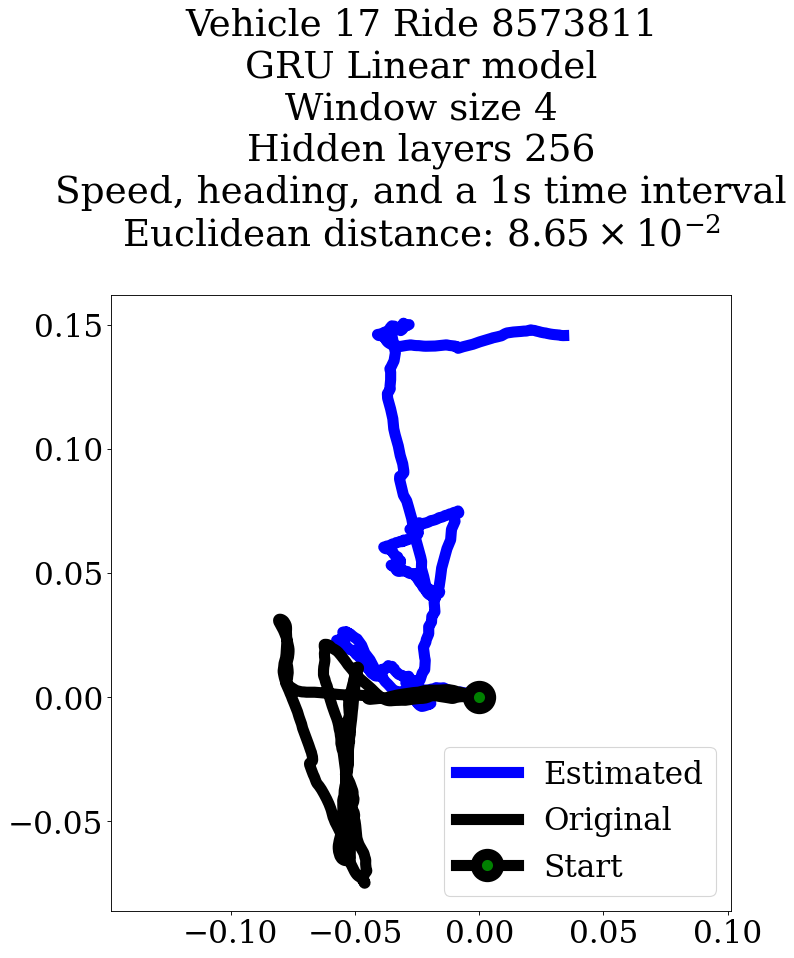 Vehicle 17 Ride 8573811
GRU Linear model
Window size 4
Hidden layers 256
Speed, heading, and a 1s time interval
Euclidean distance: 8.65 × 10⁻²
0.15
0.10
0.05
0.00
−0.05
Estimated
Original
Start
−0.10 −0.05 0.00 0.05 0.10